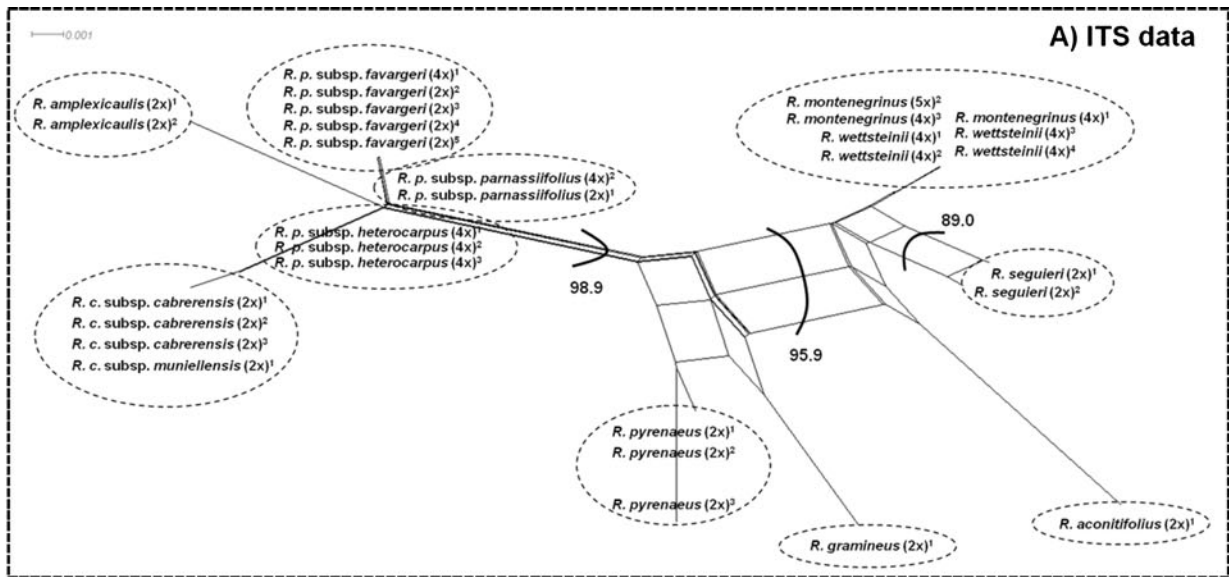 A) ITS data
0.001
R. amplexicaulis (2x)¹
R. amplexicaulis (2x)²
R. p. subsp. favargeri (4x)¹
R. p. subsp. favargeri (2x)²
R. p. subsp. favargeri (2x)³
R. p. subsp. favargeri (2x)⁴
R. p. subsp. favargeri (2x)⁵
R. p. subsp. parnassiifolius (4x)²
R. p. subsp. parnassiifolius (2x)¹
R. p. subsp. heterocarpus (4x)¹
R. p. subsp. heterocarpus (4x)²
R. p. subsp. heterocarpus (4x)³
R. c. subsp. cabrerensis (2x)¹
R. c. subsp. cabrerensis (2x)²
R. c. subsp. cabrerensis (2x)³
R. c. subsp. muniellensis (2x)¹
98.9
R. montenegrinus (5x)²
R. montenegrinus (4x)³
R. wettsteinii (4x)¹
R. wettsteinii (4x)²
R. montenegrinus (4x)¹
R. wettsteinii (4x)³
R. wettsteinii (4x)⁴
89.0
R. seguieri (2x)¹
R. seguieri (2x)²
95.9
R. pyrenaeus (2x)¹
R. pyrenaeus (2x)²
R. pyrenaeus (2x)³
R. gramineus (2x)¹
R. aconitifolius (2x)¹